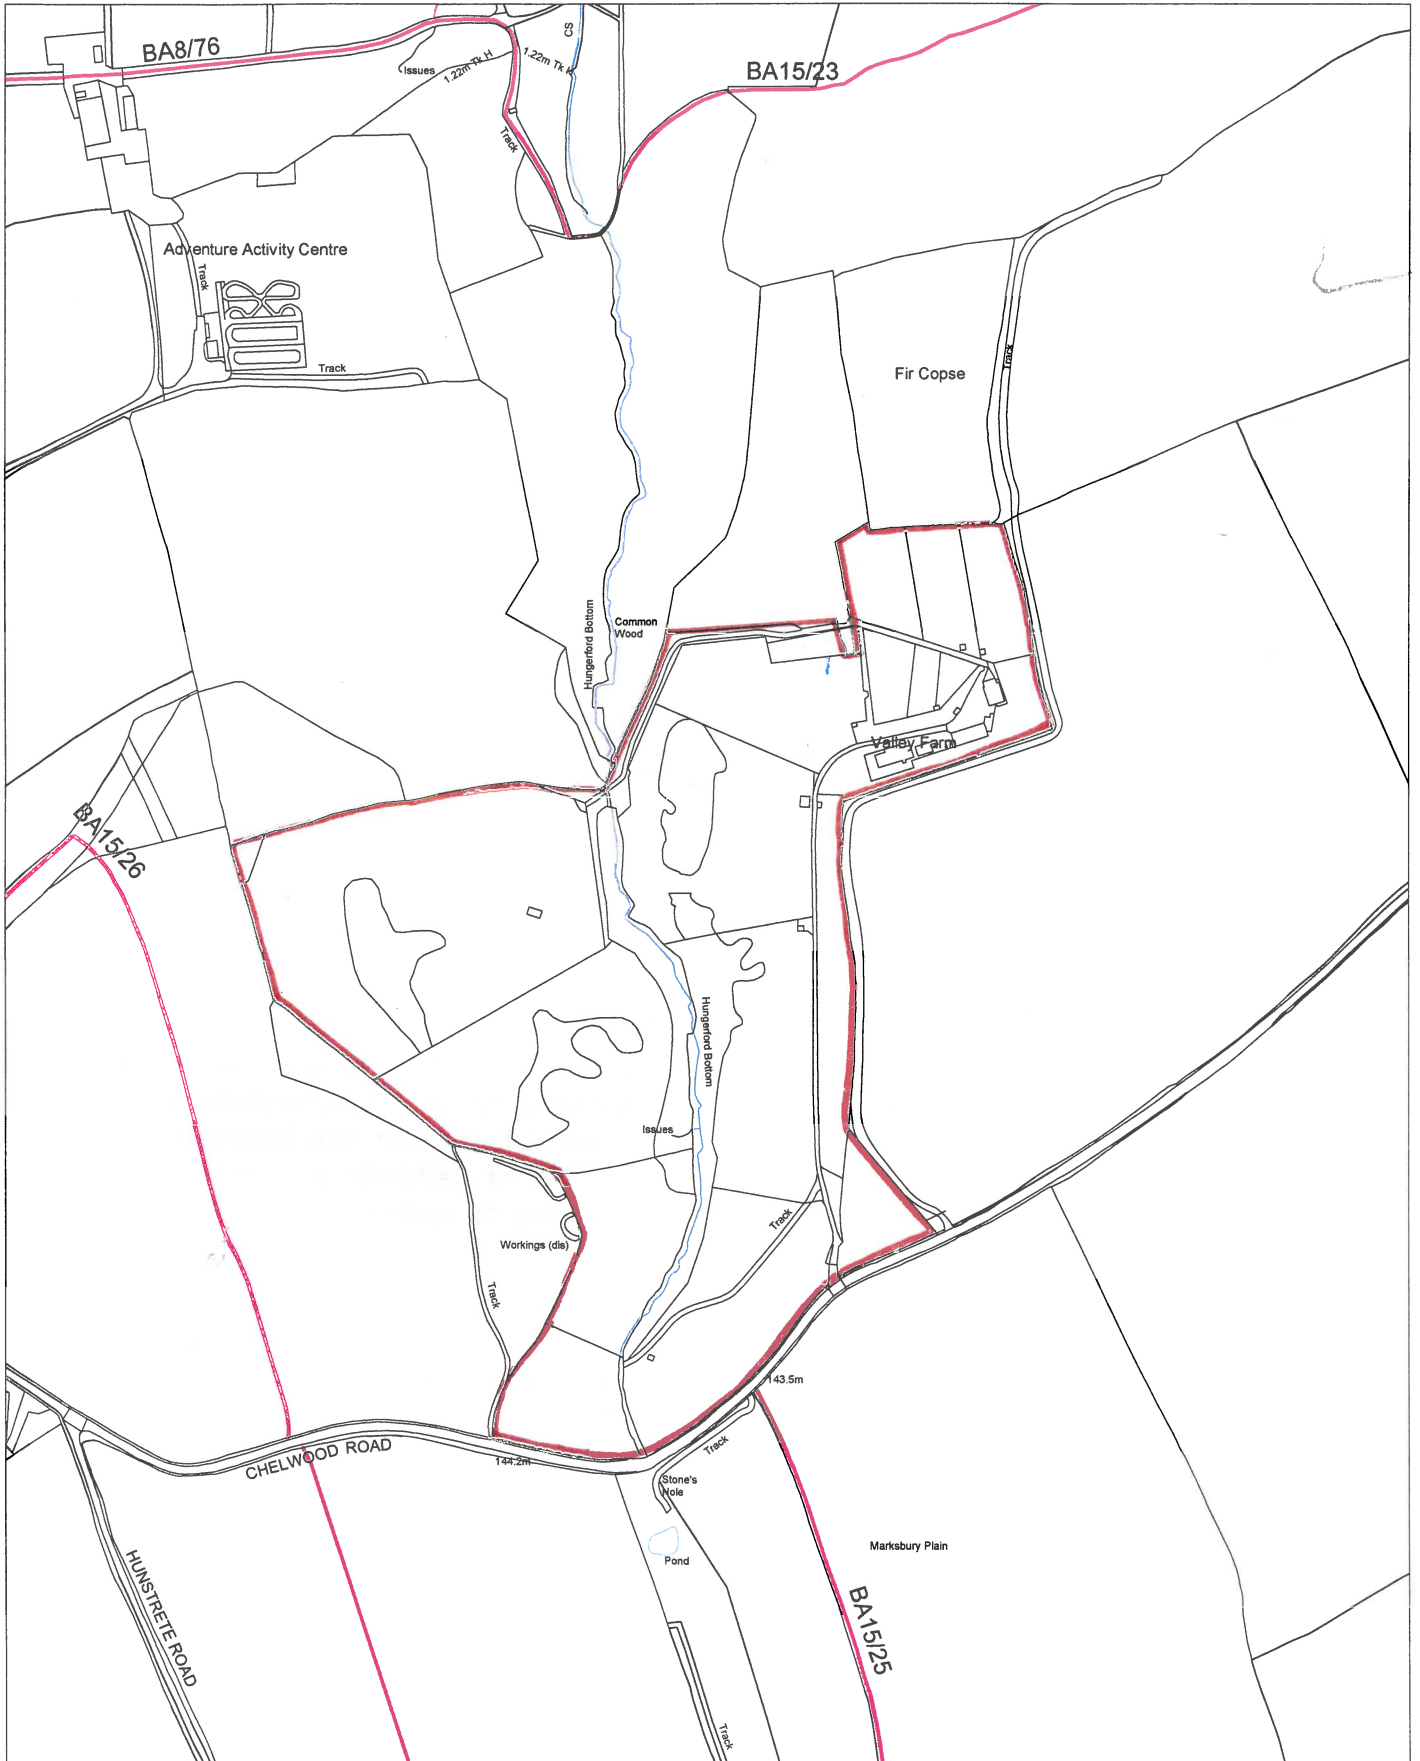 CS
BA8/76
Issues
1.22m Tk H
1.22m Tk H
BA15/23
Track
Adventure Activity Centre
Track
Track
Fir Copse
Track
Hungerford Bottom
Common
Wood
Valley Farm
BA15/26
Hungerford Bottom
Issues
Track
Workings (dis)
Track
143.5m
CHELWOOD ROAD
144.2m
Track
Stone's
Hole
HUNSTRETE ROAD
Pond
Marksbury Plain
BA15/25
Track